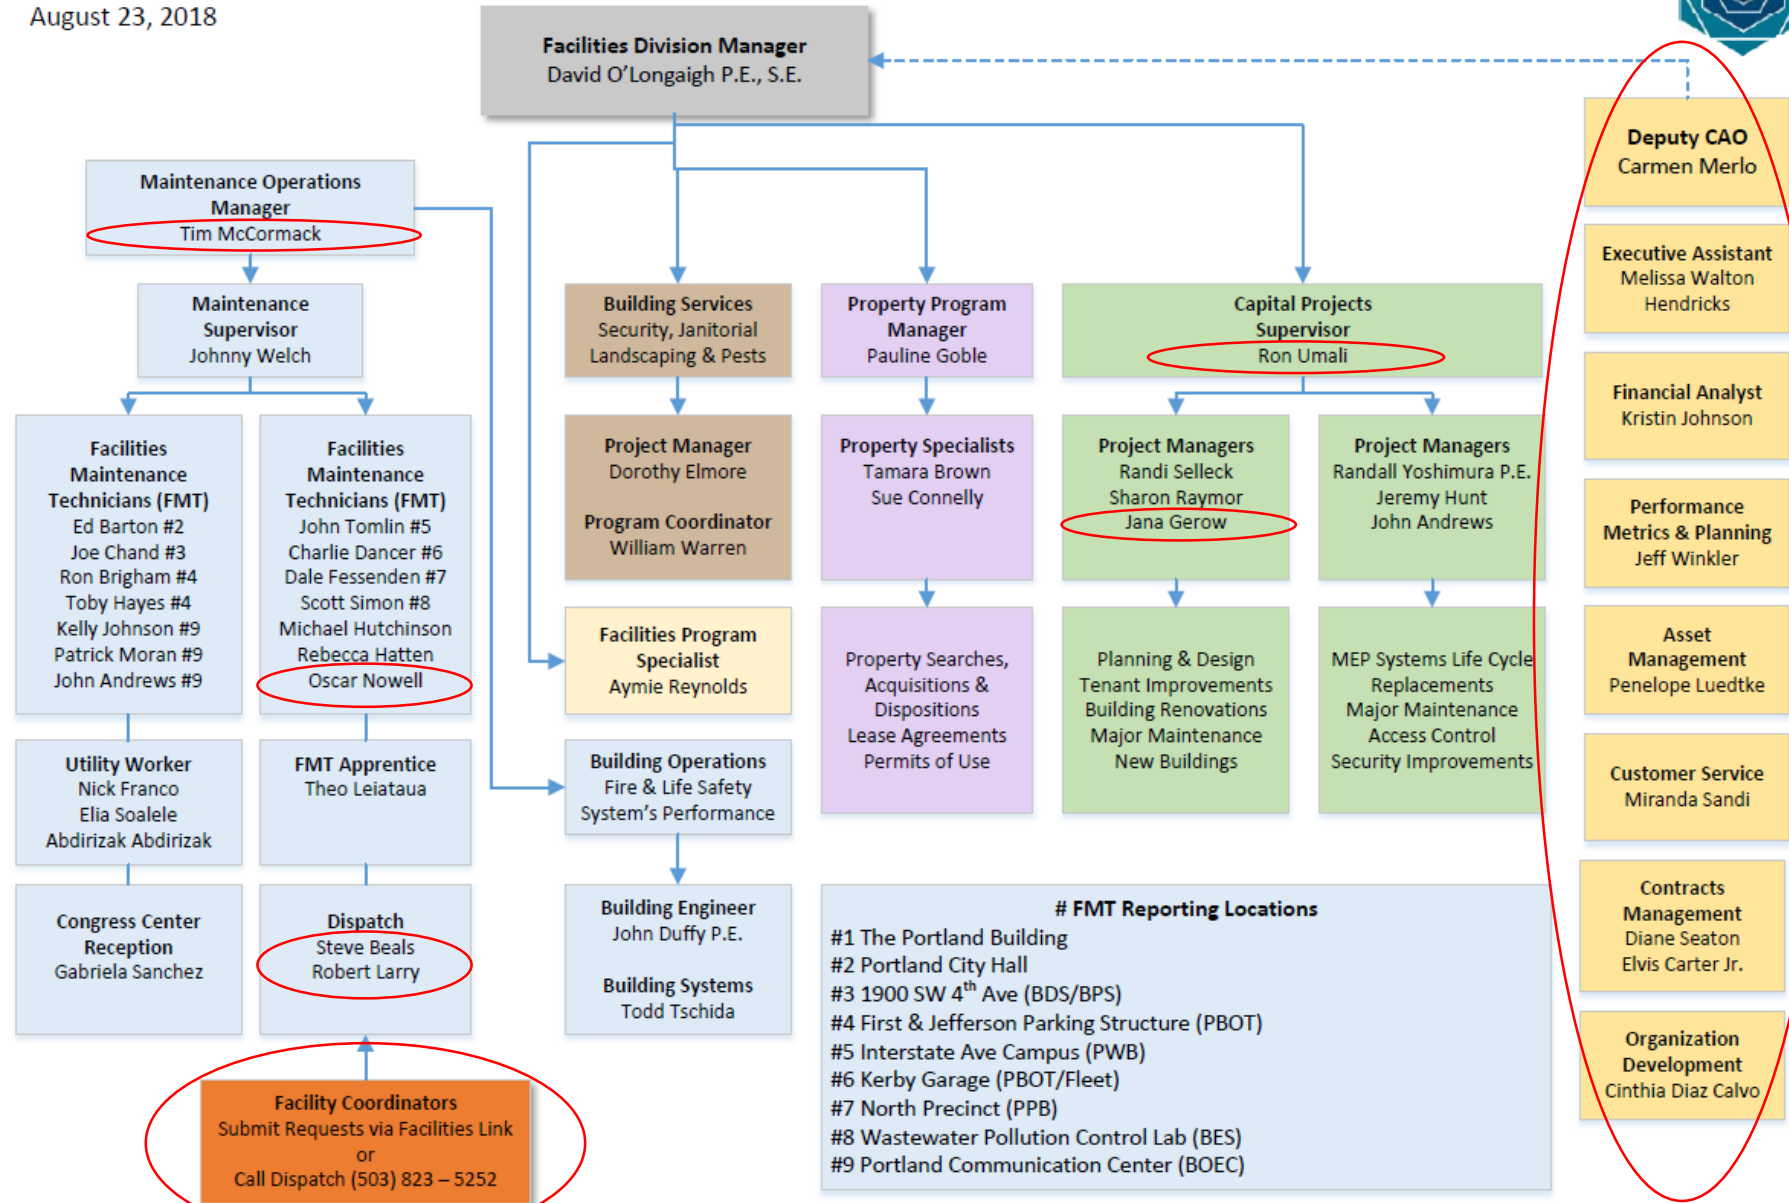 August 23, 2018
Facilities Division Manager
David O'Longaigh P.E., S.E.
Maintenance Operations
Manager
Tim McCormack
Maintenance
Supervisor
Johnny Welch
Facilities
Maintenance
Technicians (FMT)
Ed Barton #2
Joe Chand #3
Ron Brigham #4
Toby Hayes #4
Kelly Johnson #9
Patrick Moran #9
John Andrews #9
Utility Worker
Nick Franco
Elia Soalele
Abdirizak Abdirizak
Congress Center
Reception
Gabriela Sanchez
Facilities
Maintenance
Technicians (FMT)
John Tomlin #5
Charlie Dancer #6
Dale Fessenden #7
Scott Simon #8
Michael Hutchinson
Rebecca Hatten
Oscar Nowell
FMT Apprentice
Theo Leiataua
Dispatch
Steve Beals
Robert Larry
Facility Coordinators
Submit Requests via Facilities Link
or
Call Dispatch (503) 823 – 5252
Building Services
Security, Janitorial
Landscaping & Pests
Project Manager
Dorothy Elmore
Program Coordinator
William Warren
Facilities Program
Specialist
Aymie Reynolds
Building Operations
Fire & Life Safety
System's Performance
Building Engineer
John Duffy P.E.
Building Systems
Todd Tschida
Property Program
Manager
Pauline Goble
Property Specialists
Tamara Brown
Sue Connelly
Property Searches,
Acquisitions &
Dispositions
Lease Agreements
Permits of Use
Capital Projects
Supervisor
Ron Umali
Project Managers
Randi Selleck
Sharon Raymor
Jana Gerow
Planning & Design
Tenant Improvements
Building Renovations
Major Maintenance
New Buildings
Project Managers
Randall Yoshimura P.E.
Jeremy Hunt
John Andrews
MEP Systems Life Cycle
Replacements
Major Maintenance
Access Control
Security Improvements
# FMT Reporting Locations
#1 The Portland Building
#2 Portland City Hall
#3 1900 SW 4th Ave (BDS/BPS)
#4 First & Jefferson Parking Structure (PBOT)
#5 Interstate Ave Campus (PWB)
#6 Kerby Garage (PBOT/Fleet)
#7 North Precinct (PPB)
#8 Wastewater Pollution Control Lab (BES)
#9 Portland Communication Center (BOEC)
Deputy CAO
Carmen Merlo
Executive Assistant
Melissa Walton
Hendricks
Financial Analyst
Kristin Johnson
Performance
Metrics & Planning
Jeff Winkler
Asset
Management
Penelope Luedtke
Customer Service
Miranda Sandi
Contracts
Management
Diane Seaton
Elvis Carter Jr.
Organization
Development
Cinthia Diaz Calvo